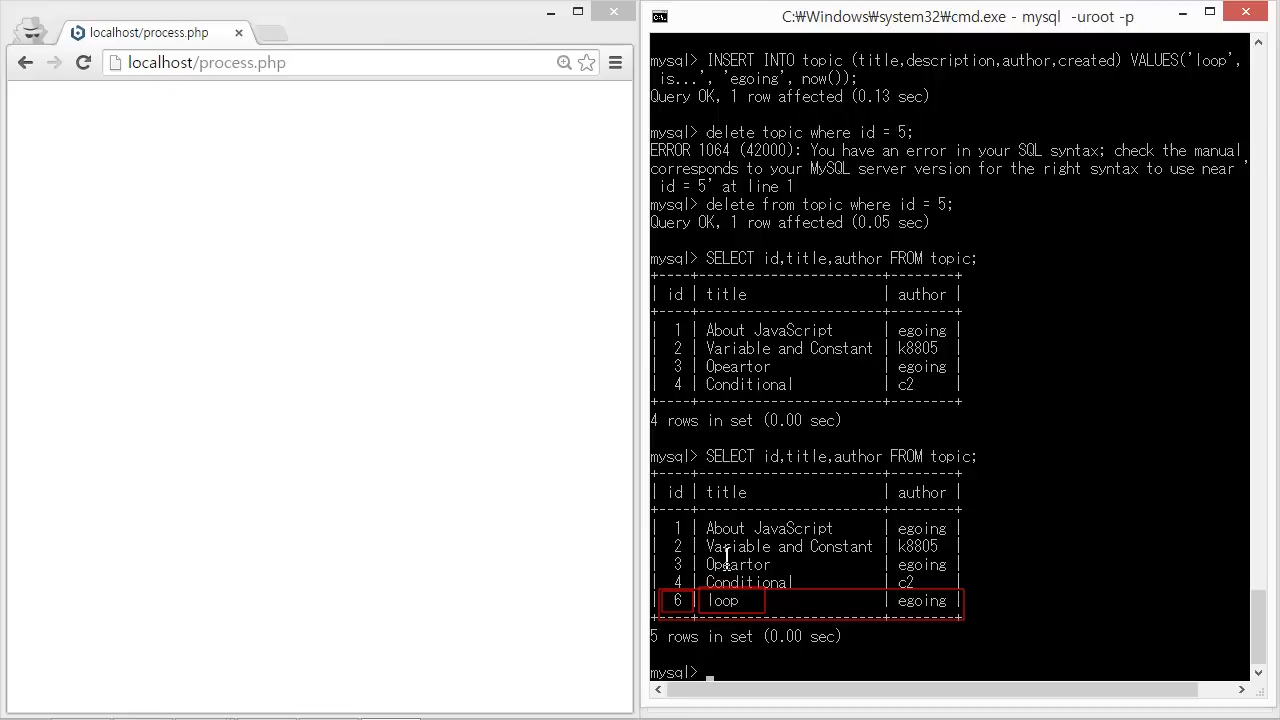 localhost/process.php
localhost/process.php
C:₩Windows₩system32₩cmd.exe - mysql  -uroot -p
mysql> INSERT INTO topic (title,description,author,created) VALUES('loop',
is...', 'egoing', now());
Query OK, 1 row affected (0.13 sec)
mysql> delete topic where id = 5;
ERROR 1064 (42000): You have an error in your SQL syntax; check the manual
corresponds to your MySQL server version for the right syntax to use near '
id = 5' at line 1
mysql> delete from topic where id = 5;
Query OK, 1 row affected (0.05 sec)
mysql> SELECT id,title,author FROM topic;
+----+-----------------------+--------+
| id | title                 | author |
+----+-----------------------+--------+
|  1 | About JavaScript      | egoing |
|  2 | Variable and Constant | k8805  |
|  3 | Opeartor              | egoing |
|  4 | Conditional           | c2     |
+----+-----------------------+--------+
4 rows in set (0.00 sec)
mysql> SELECT id,title,author FROM topic;
+----+-----------------------+--------+
| id | title                 | author |
+----+-----------------------+--------+
|  1 | About JavaScript      | egoing |
|  2 | Variable and Constant | k8805  |
|  3 | Opeartor              | egoing |
|  4 | Conditional           | c2     |
|  6 | loop                  | egoing |
+----+-----------------------+--------+
5 rows in set (0.00 sec)
mysql>